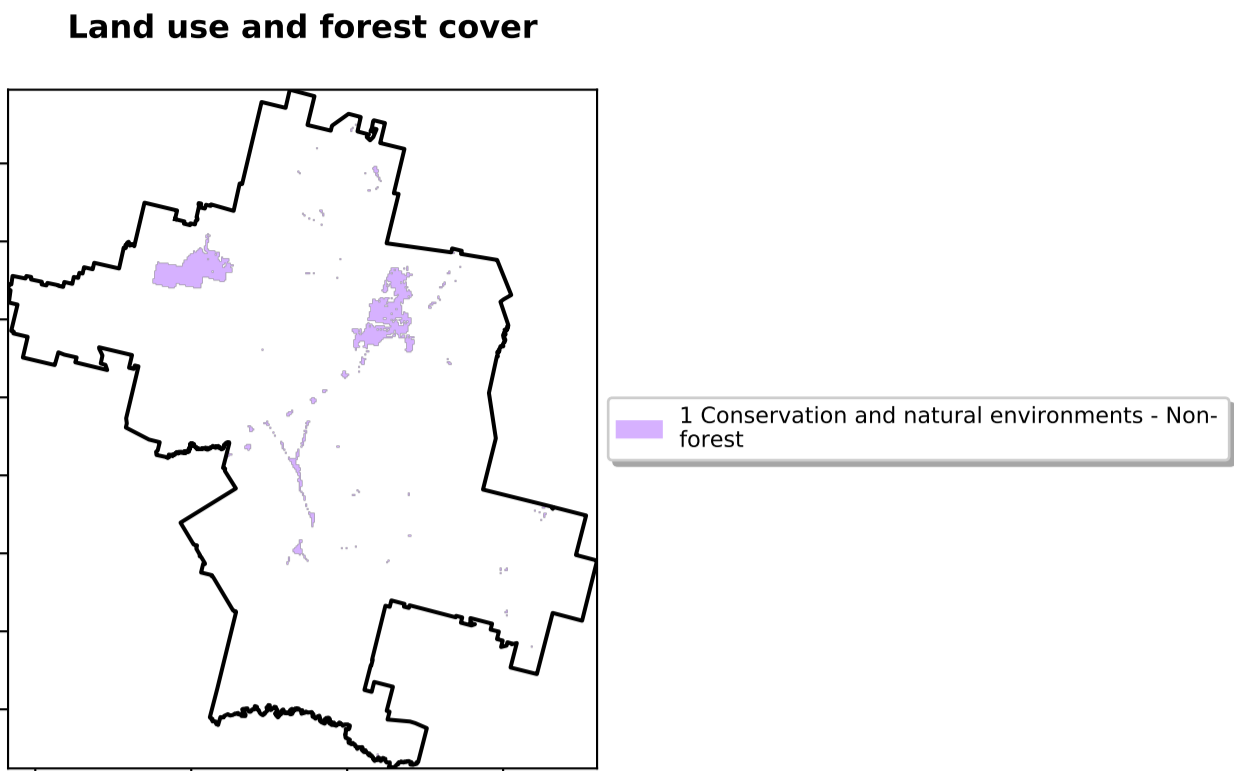 Land use and forest cover
1 Conservation and natural environments - Non-
forest